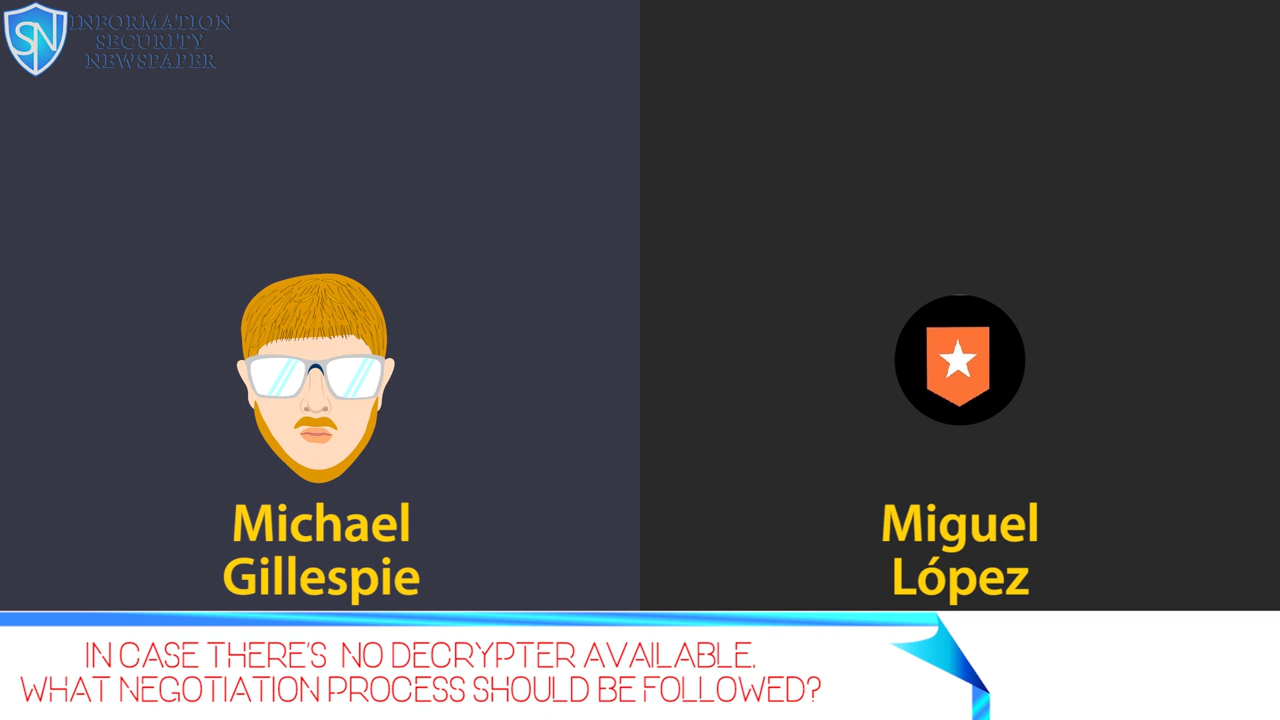 SN
INFORMATION
SECURITY
NEWSPAPER
Michael
Gillespie
Miguel
López
IN CASE THERE'S NO DECRYPTER AVAILABLE.
WHAT NEGOTIATION PROCESS SHOULD BE FOLLOWED?